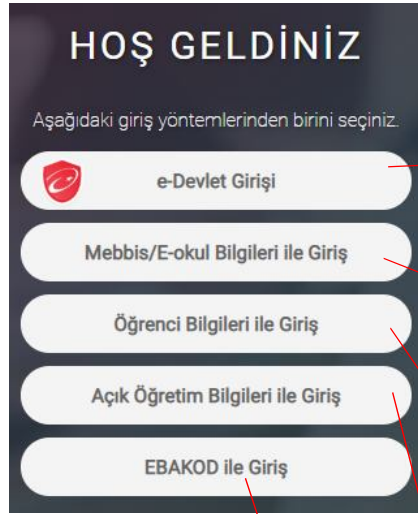 HOŞ GELDİNİZ
Aşağıdaki giriş yöntemlerinden birini seçiniz.
e-Devlet Girişi
Mebbis/E-okul Bilgileri ile Giriş
Öğrenci Bilgileri ile Giriş
Açık Öğretim Bilgileri ile Giriş
EBAKOD ile Giriş